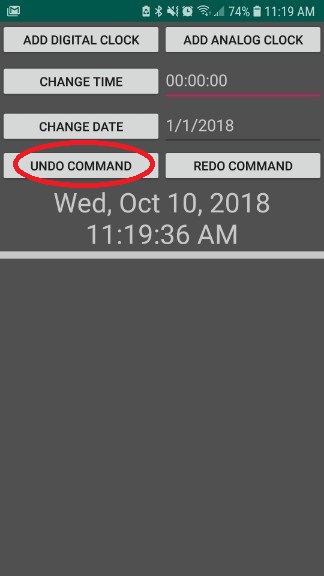 74% 11:19 AM
ADD DIGITAL CLOCK ADD ANALOG CLOCK
CHANGE TIME 00:00:00
CHANGE DATE 1/1/2018
UNDO COMMAND REDO COMMAND
Wed, Oct 10, 2018
11:19:36 AM